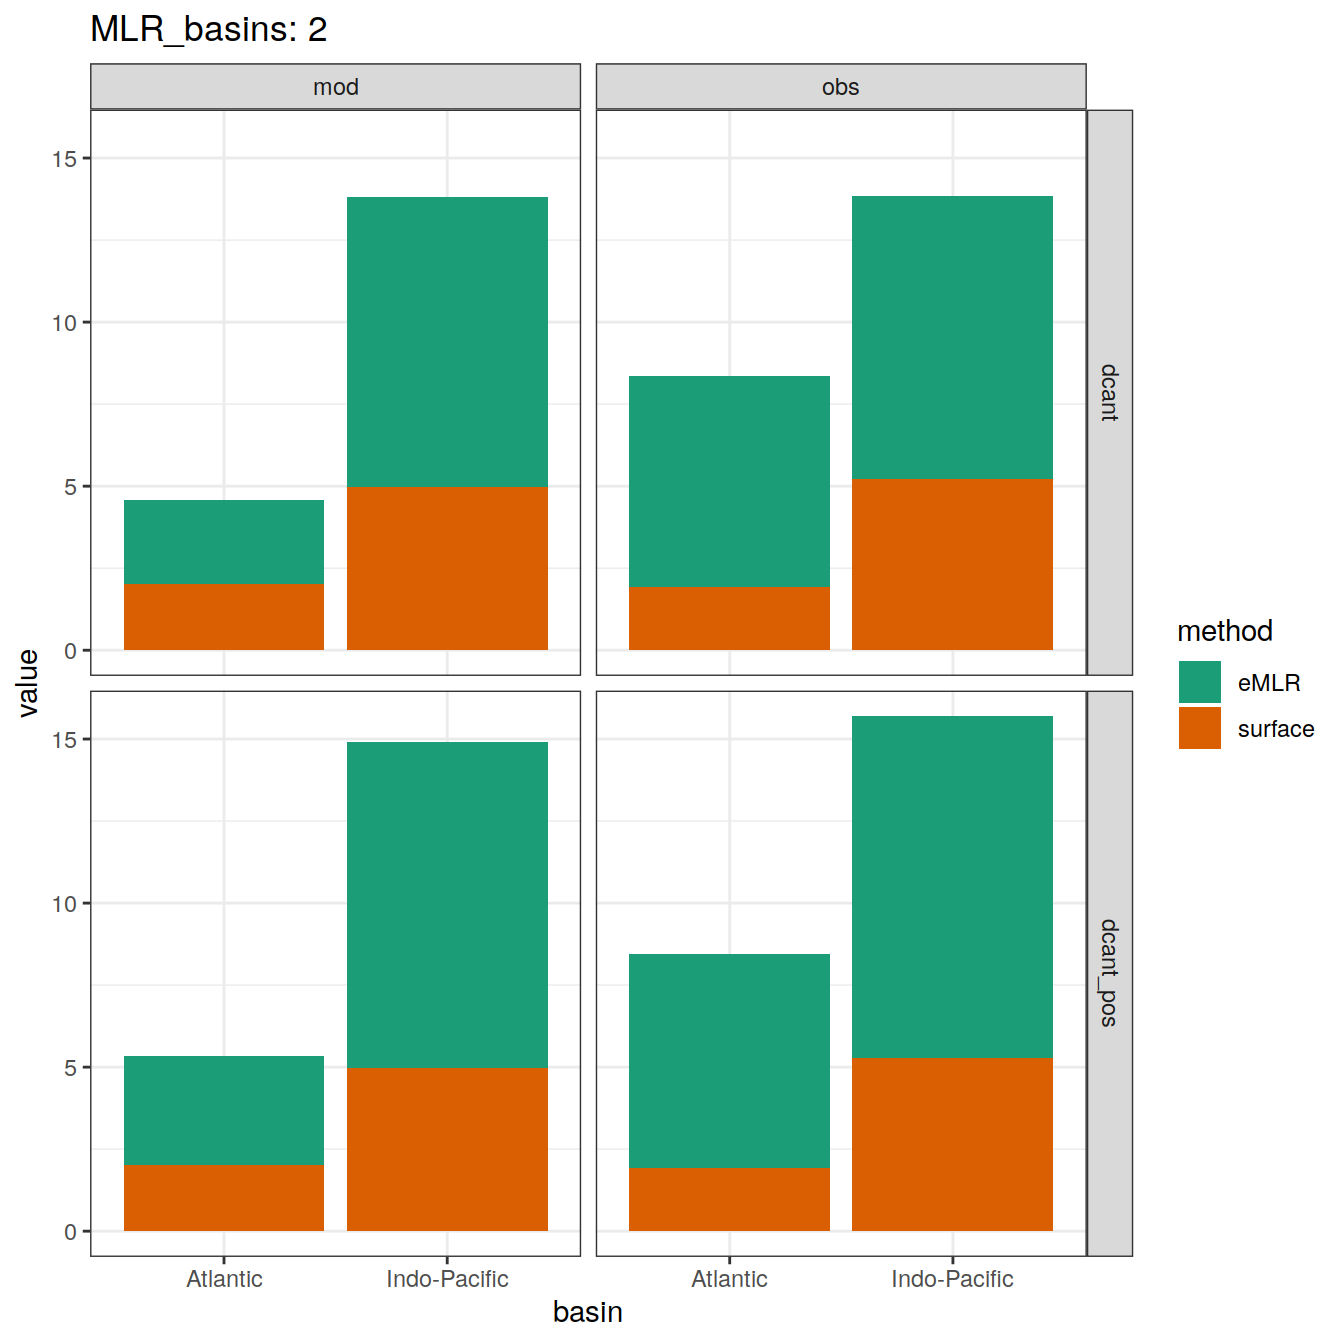 MLR_basins: 2
mod
obs
15
10
5
0
dcant
15
10
5
0
dcant_pos
value
Atlantic
Indo-Pacific
Atlantic
Indo-Pacific
basin
method
eMLR
surface